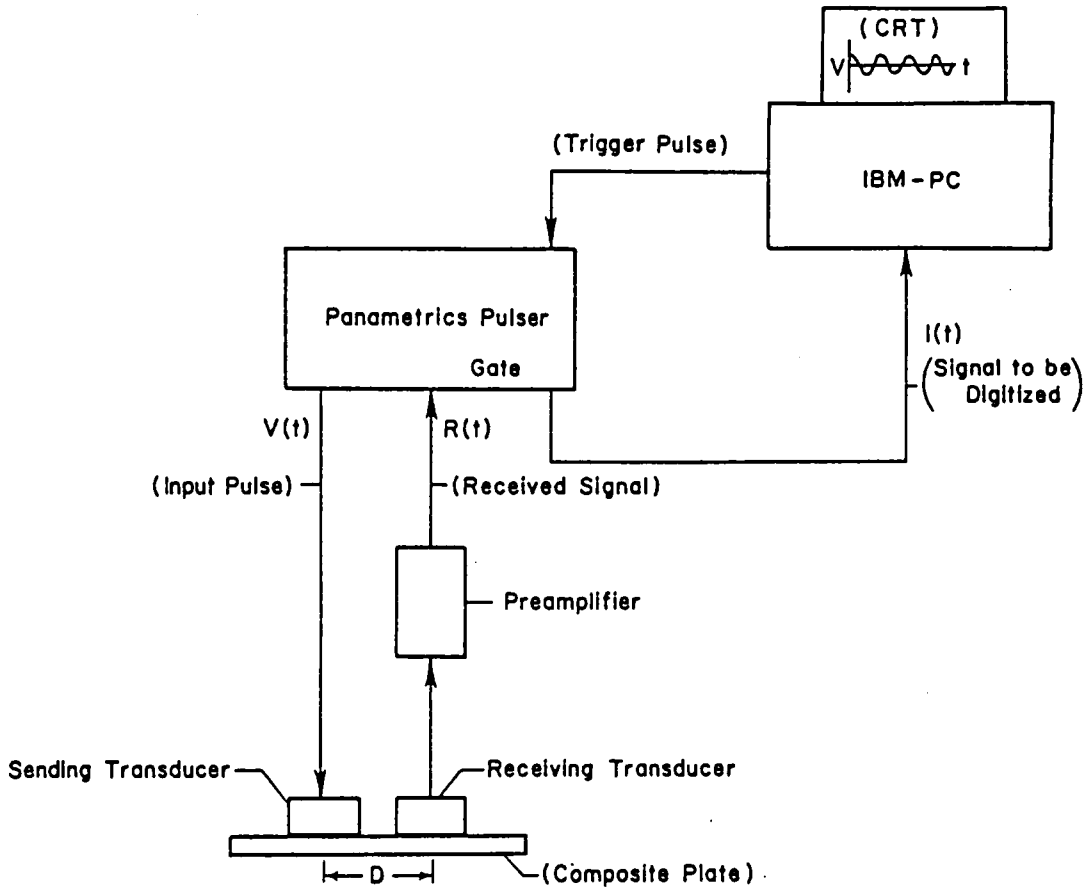 (CRT)
V t
(Trigger Pulse)
IBM-PC
Panametrics Pulser
Gate
I(t)
(Signal to be
Digitized)
V(t)
R(t)
(Input Pulse)
(Received Signal)
Preamplifier
Sending Transducer
Receiving Transducer
D
(Composite Plate)